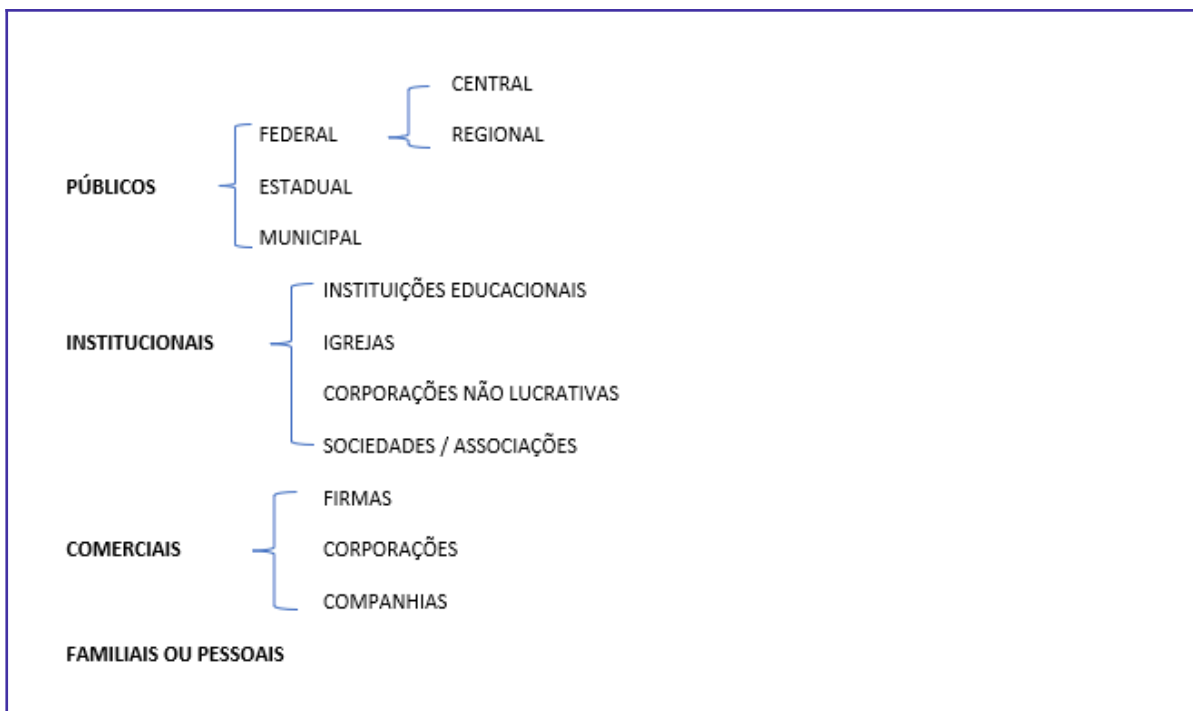 CENTRAL
FEDERAL REGIONAL
PÚBLICOS ESTADUAL
MUNICIPAL
INSTITUIÇÕES EDUCACIONAIS
INSTITUCIONAIS IGREJAS
CORPORAÇÕES NÃO LUCRATIVAS
SOCIEDADES / ASSOCIAÇÕES
FIRMAS
COMERCIAIS CORPORAÇÕES
COMPANHIAS
FAMILIAIS OU PESSOAIS